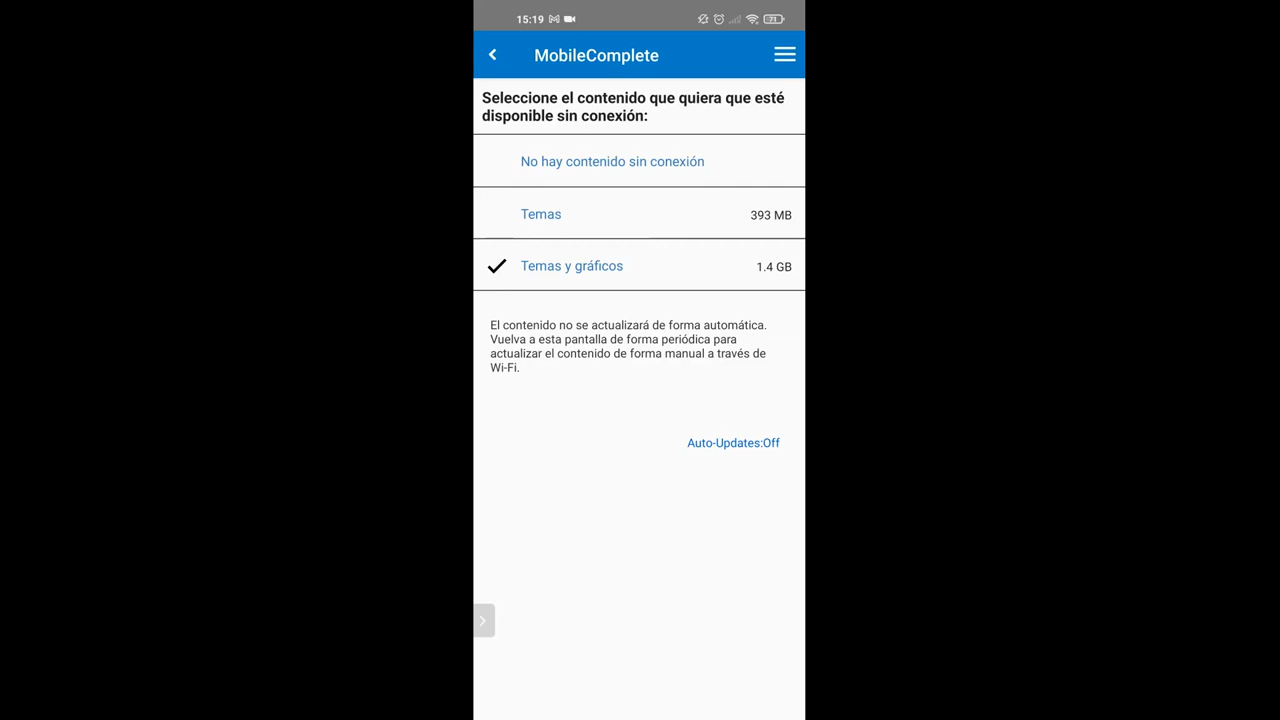 15:19
71
MobileComplete
Seleccione el contenido que quiera que esté
disponible sin conexión:
No hay contenido sin conexión
Temas 393 MB
Temas y gráficos 1.4 GB
El contenido no se actualizará de forma automática.
Vuelva a esta pantalla de forma periódica para
actualizar el contenido de forma manual a través de
Wi-Fi.
Auto-Updates:Off